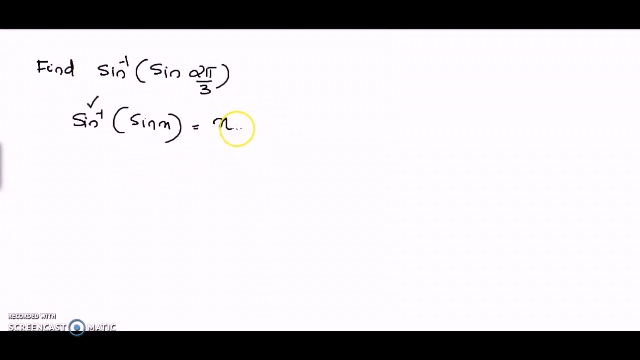 Find sin⁻¹ (sin 2π/3)
✓
sin⁻¹ (sin x) = x..
RECORDED WITH
SCREENCAST MATIC